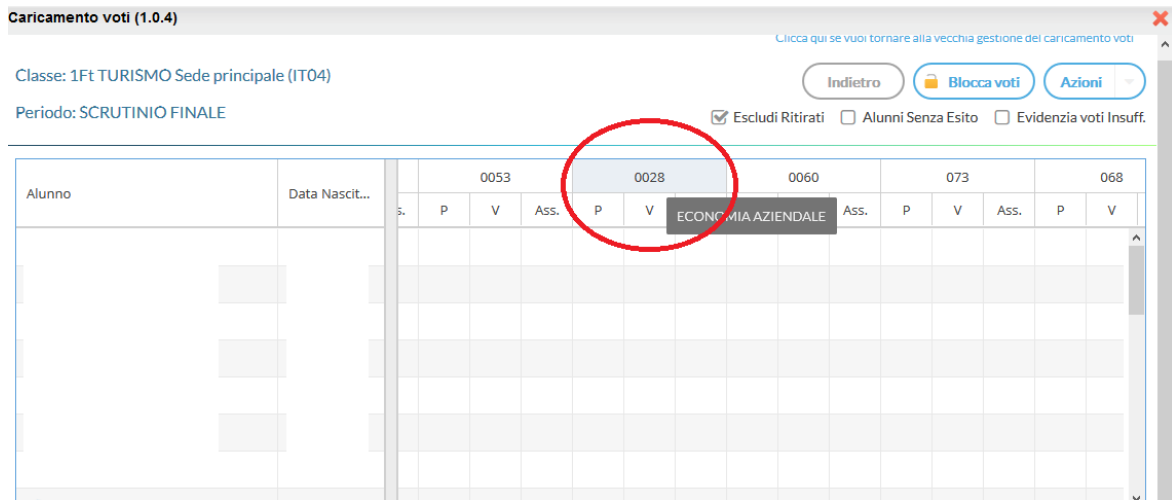 Caricamento voti (1.0.4)
Clicca qui se vuoi tornare alla vecchia gestione del caricamento voti
Classe: 1Ft TURISMO Sede principale (IT04)
Indietro Blocca voti Azioni
Periodo: SCRUTINIO FINALE
Escludi Ritirati Alunni Senza Esito Evidenzia voti Insuff.
Alunno Data Nascit... 0053 0028 0060 073 068
s. P V Ass. P V Ass. P V Ass. P V
ECONOMIA AZIENDALE